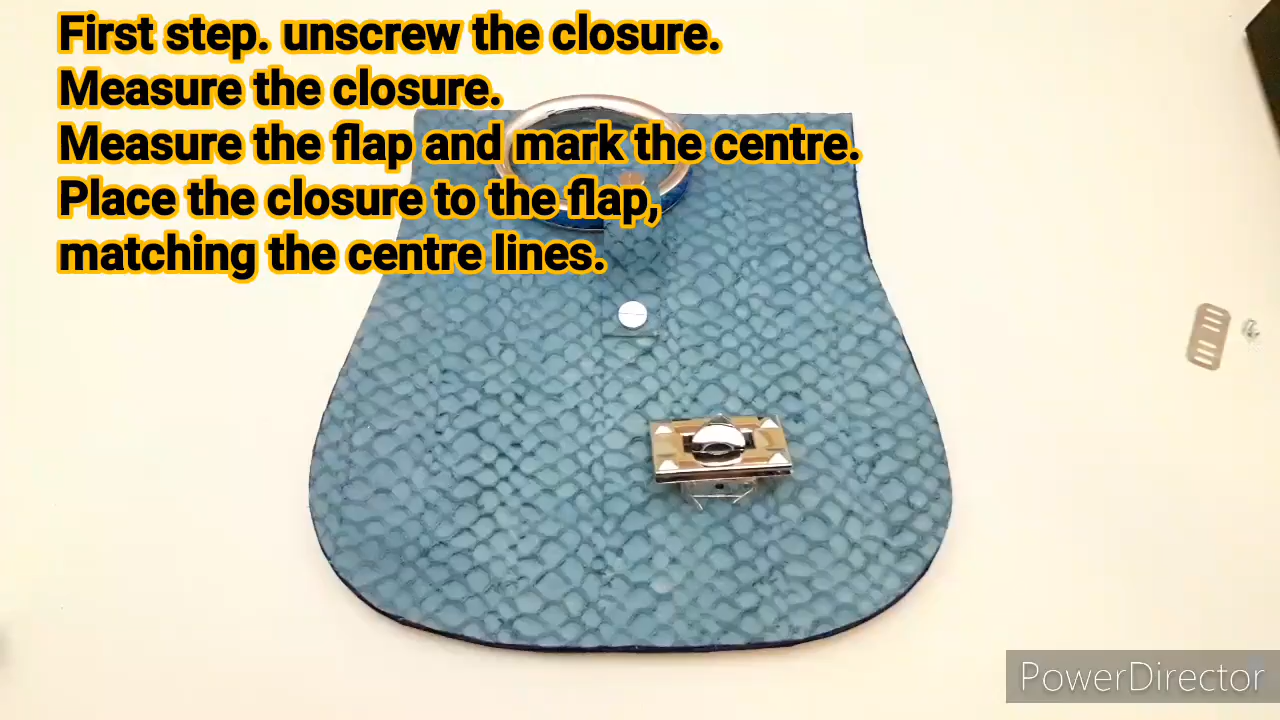 First step. unscrew the closure.
Measure the closure.
Measure the flap and mark the centre.
Place the closure to the flap,
matching the centre lines.
PowerDirector